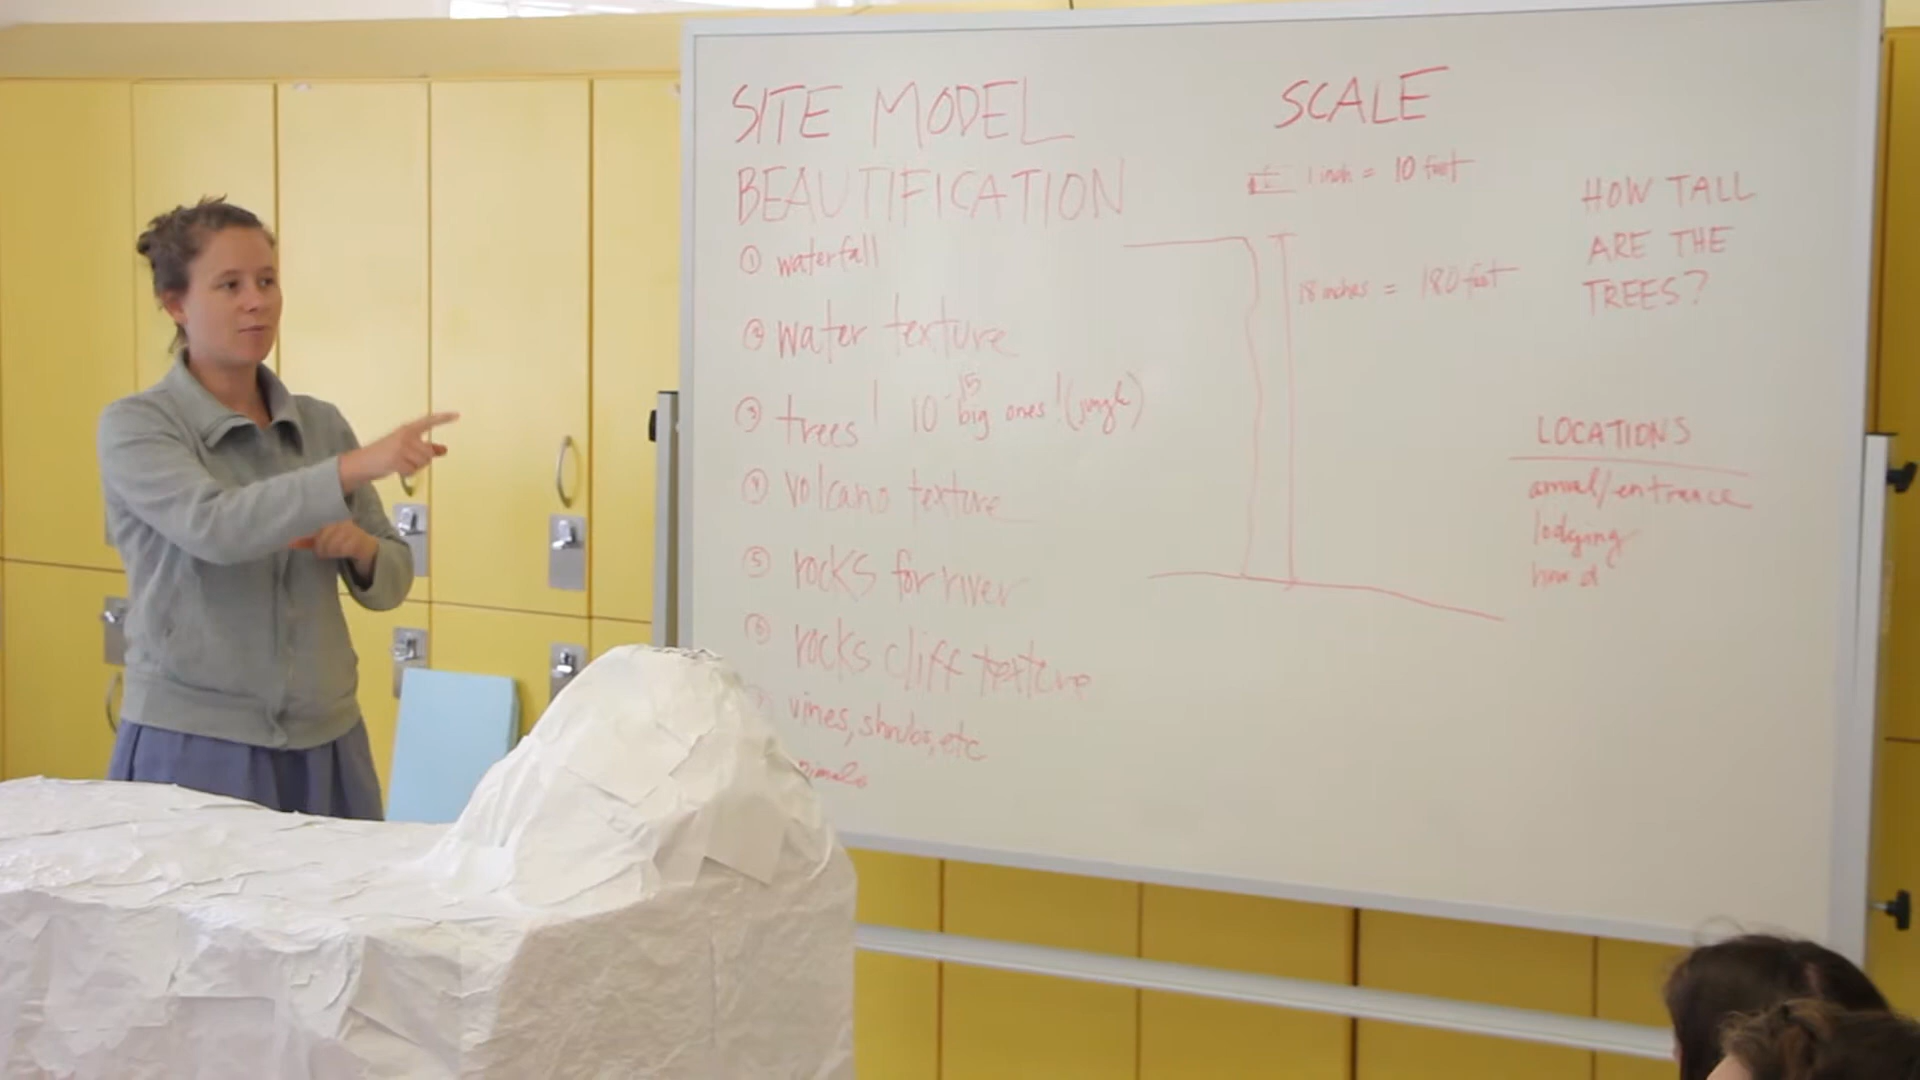 SITE MODEL
BEAUTIFICATION
① waterfall
② water texture
③ trees! 10-15 big ones! (jungle)
④ volcano texture
⑤ rocks for river
⑥ rocks cliff texture
vines, shrubs, etc
SCALE
1 inch = 10 feet
18 inches = 180 feet
HOW TALL
ARE THE
TREES?
LOCATIONS
arrival/entrance
lodging